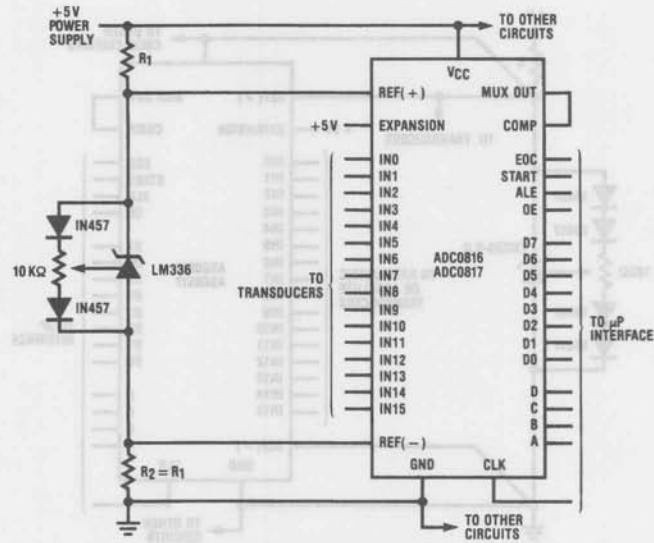 +5V
POWER
SUPPLY
TO OTHER
CIRCUITS
R1
VCC
REF(+)
MUX OUT
+5V
EXPANSION
COMP
IN0
EOC
IN1
START
IN2
ALE
IN3
OE
IN4
IN5
D7
IN6
D6
IN7
D5
IN8
D4
IN9
D3
IN10
D2
IN11
D1
IN12
D0
IN13
IN14
D
IN15
C
B
REF(-)
A
ADC0816
ADC0817
TO
TRANSDUCERS
TO µP
INTERFACE
IN457
10KΩ
LM336
IN457
R2 = R1
GND
CLK
TO OTHER
CIRCUITS